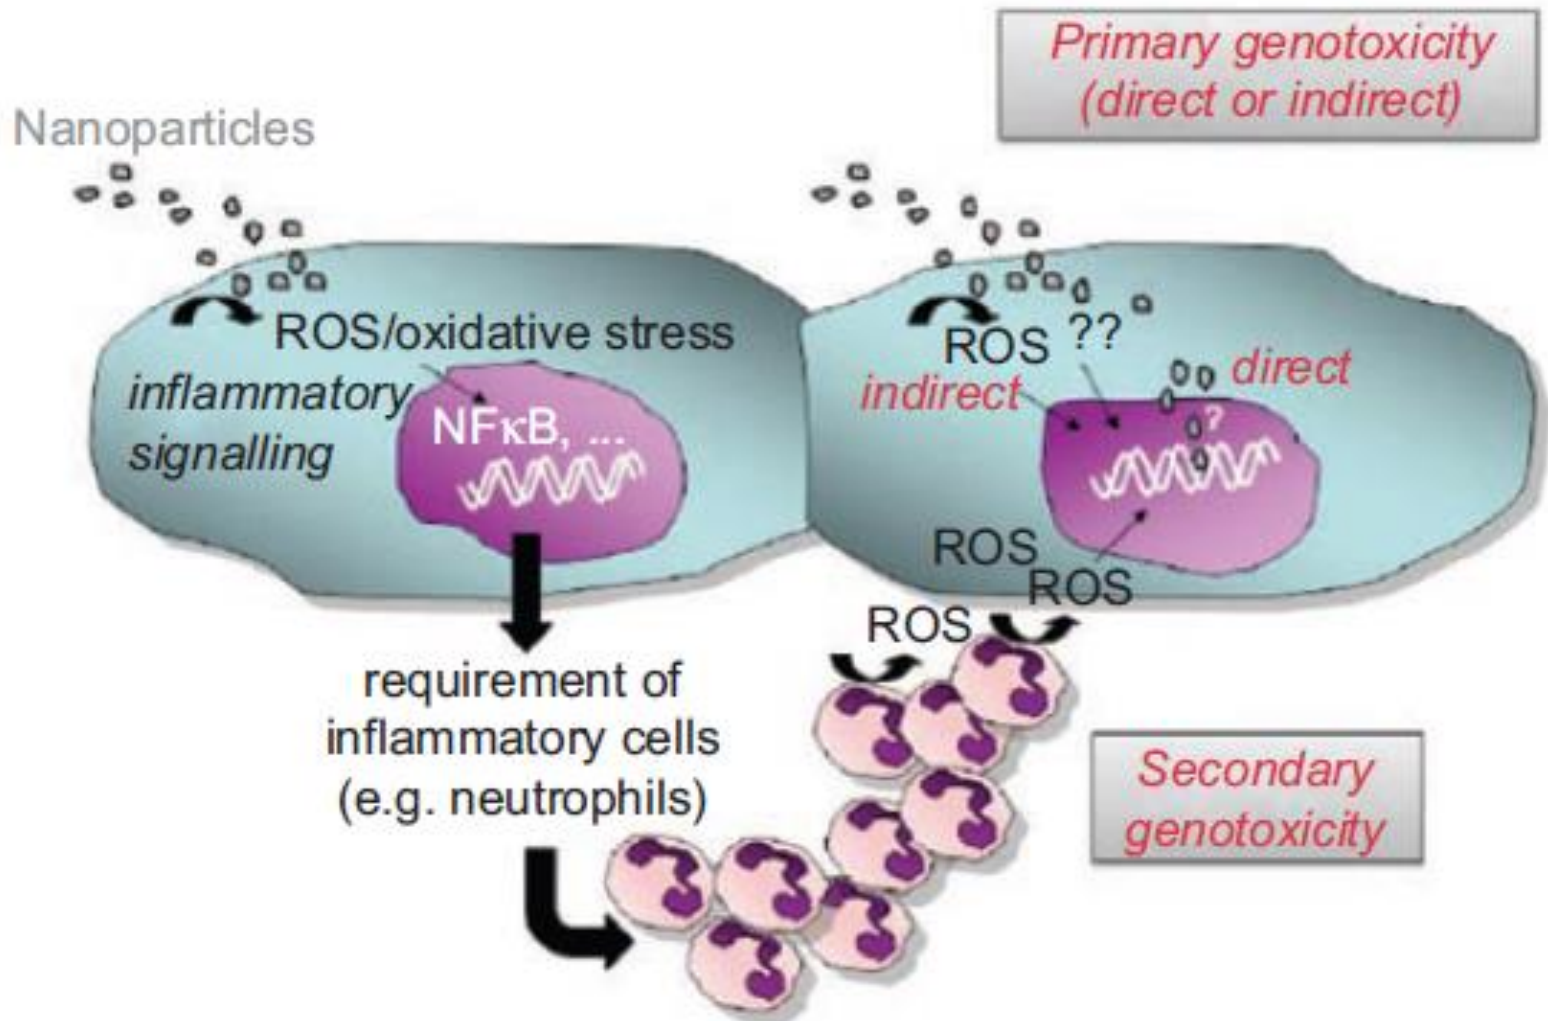 Primary genotoxicity
(direct or indirect)
Nanoparticles
ROS/oxidative stress
inflammatory
signalling
NFκB, ...
ROS ??
indirect
direct
?
ROS
ROS
ROS
requirement of
inflammatory cells
(e.g. neutrophils)
Secondary
genotoxicity